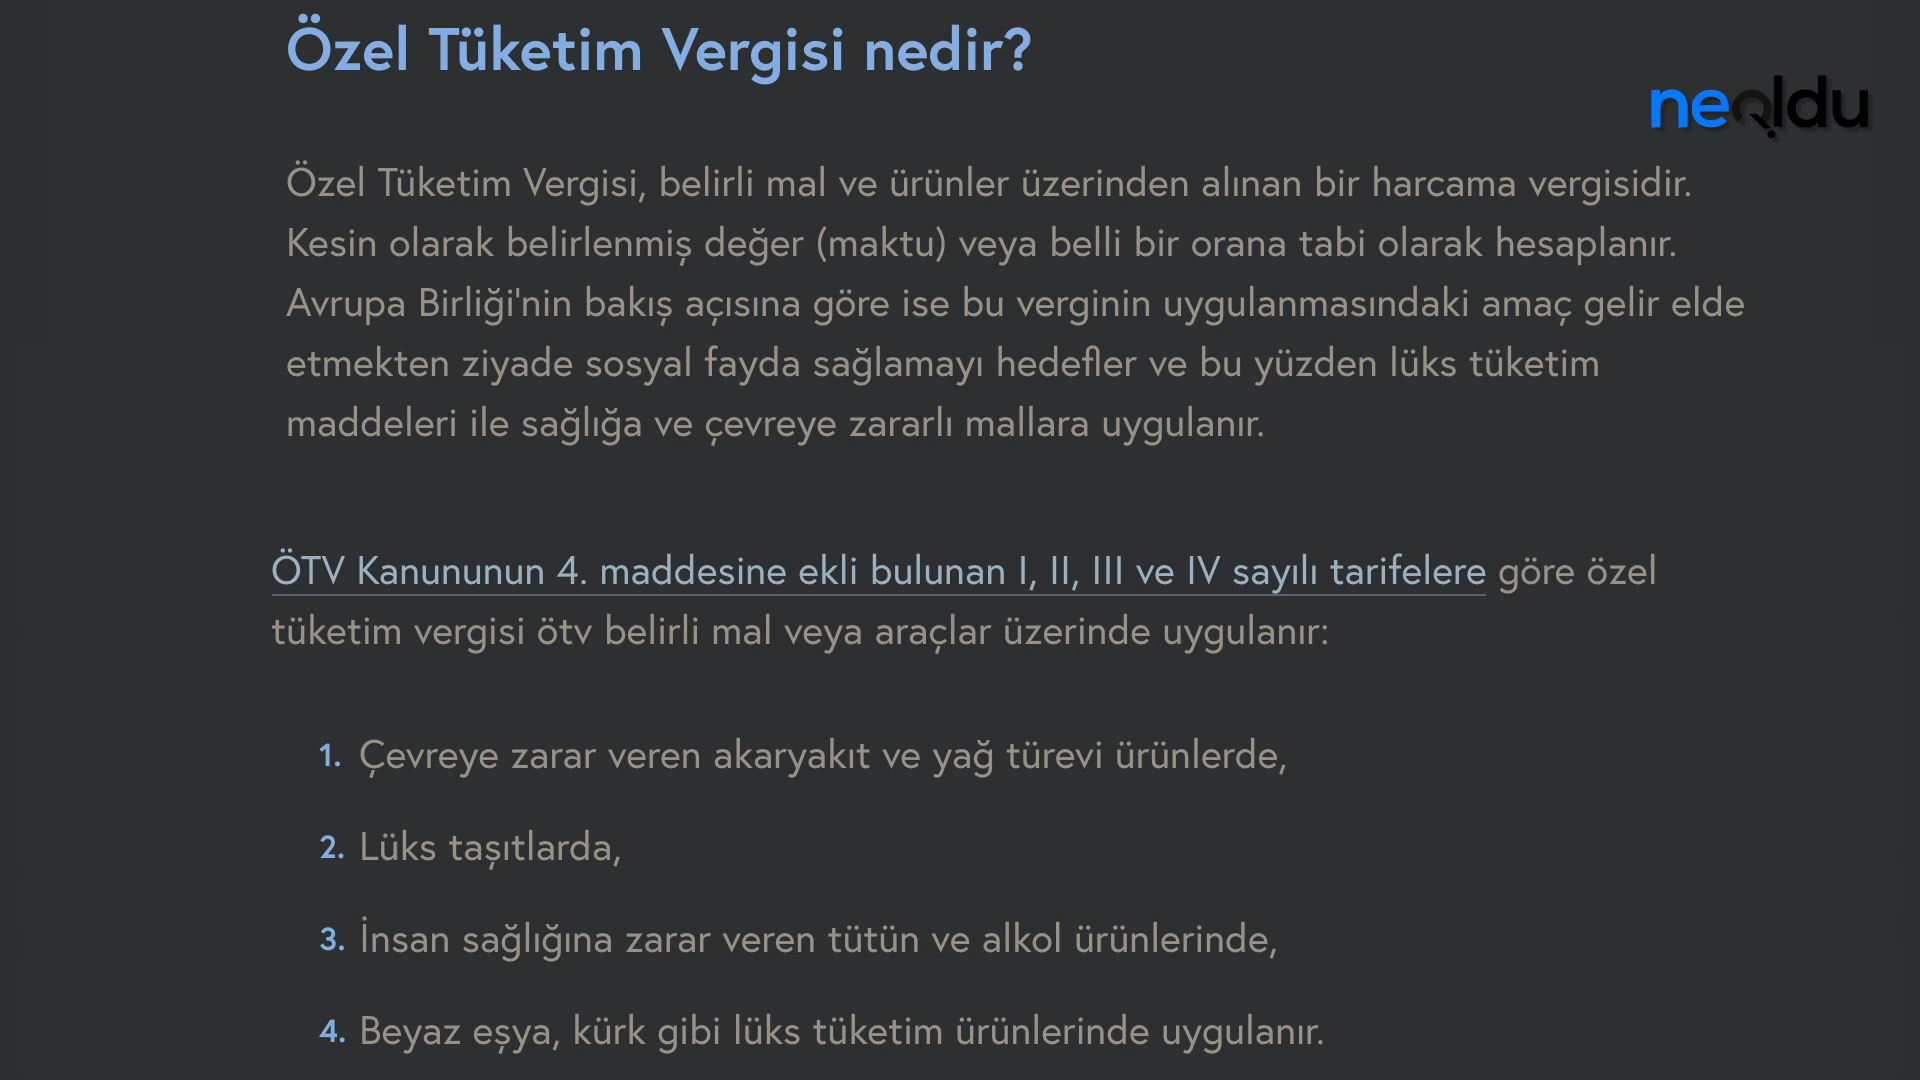 Özel Tüketim Vergisi nedir?
neoldu
Özel Tüketim Vergisi, belirli mal ve ürünler üzerinden alınan bir harcama vergisidir.
Kesin olarak belirlenmiş değer (maktu) veya belli bir orana tabi olarak hesaplanır.
Avrupa Birliği'nin bakış açısına göre ise bu verginin uygulanmasındaki amaç gelir elde
etmekten ziyade sosyal fayda sağlamayı hedefler ve bu yüzden lüks tüketim
maddeleri ile sağlığa ve çevreye zararlı mallara uygulanır.
ÖTV Kanununun 4. maddesine ekli bulunan I, II, III ve IV sayılı tarifelere göre özel
tüketim vergisi ötv belirli mal veya araçlar üzerinde uygulanır:
1. Çevreye zarar veren akaryakıt ve yağ türevi ürünlerde,
2. Lüks taşıtlarda,
3. İnsan sağlığına zarar veren tütün ve alkol ürünlerinde,
4. Beyaz eşya, kürk gibi lüks tüketim ürünlerinde uygulanır.